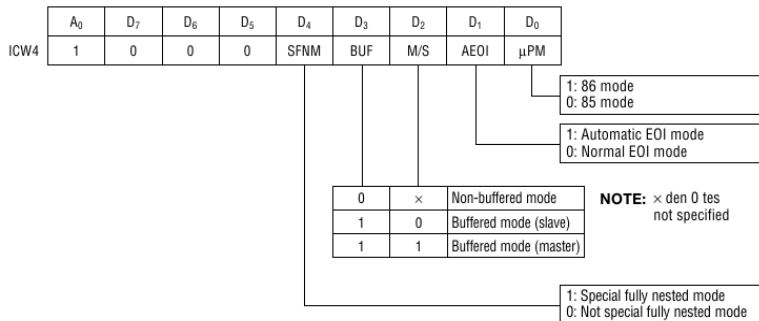 A₀ D₇ D₆ D₅ D₄ D₃ D₂ D₁ D₀
ICW4 1 0 0 0 SFNM BUF M/S AEOI μPM
1: 86 mode
0: 85 mode
1: Automatic EOI mode
0: Normal EOI mode
0 × Non-buffered mode
1 0 Buffered mode (slave)
1 1 Buffered mode (master)
NOTE: × den 0 tes
not specified
1: Special fully nested mode
0: Not special fully nested mode